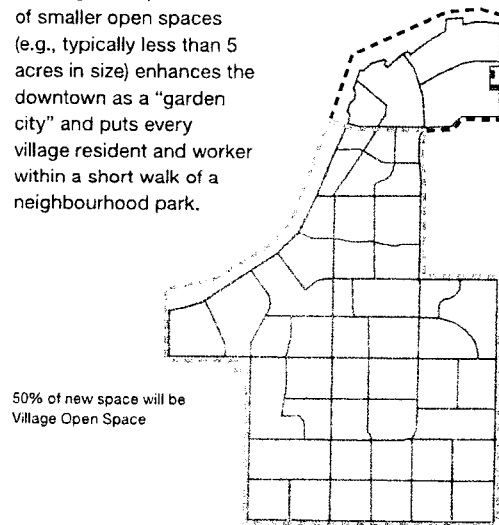 of smaller open spaces
(e.g., typically less than 5
acres in size) enhances the
downtown as a “garden
city” and puts every
village resident and worker
within a short walk of a
neighbourhood park.
50% of new space will be
Village Open Space